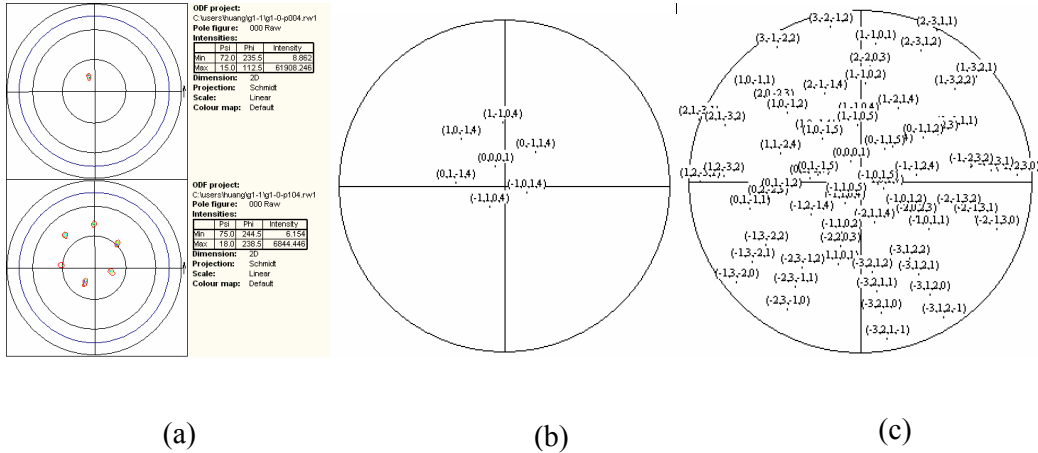 ODF project:
C:\users\huang\g1-1\g1-0-p004.rw1
Pole figure: 000 Raw
Intensities:
Psi Phi Intensity
Min 72.0 235.5 8.862
Max 15.0 112.5 61908.246
Dimension: 2D
Projection: Schmidt
Scale: Linear
Colour map: Default
ODF project:
C:\users\huang\g1-1\g1-0-p104.rw1
Pole figure: 000 Raw
Intensities:
Psi Phi Intensity
Min 75.0 244.5 6.154
Max 18.0 238.5 6844.446
Dimension: 2D
Projection: Schmidt
Scale: Linear
Colour map: Default
(1,-1,0,4)
(1,0,-1,4)
(0,-1,1,4)
(0,0,0,1)
(0,1,-1,4)
(-1,0,1,4)
(-1,1,0,4)
(3,-2,-1,2)
(2,-3,1,1)
(3,-1,-2,2)
(1,-1,0,1)
(2,-3,1,2)
(2,-2,0,3)
(1,-3,2,1)
(1,0,-1,1)
(1,-1,0,2)
(1,-3,2,2)
(2,-1,-1,4)
(2,0,-2,3)
(1,0,-1,2)
(1,-2,1,4)
(2,1,-3,2)
(1,-1,0,4)
(1,-1,0,5)
(1,0,-1,5)
(0,-1,1,2)
(0,-1,1,5)
(1,1,-2,4)
(0,0,0,1)
(1,2,-3,2)
(0,1,-1,5)
(-1,-1,2,4)
(-1,-2,3,2)
(-1,0,1,5)
(0,1,-1,2)
(-1,1,0,5)
(0,1,-1,1)
(-1,2,-1,4)
(-2,1,1,4)
(-2,0,2,3)
(-1,-1,3,2)
(-2,-1,3,1)
(-1,0,1,1)
(-2,-1,3,0)
(-1,1,0,2)
(-1,3,-2,2)
(-2,2,0,3)
(-1,3,-2,1)
(-2,3,-1,2)
(-3,1,2,2)
(-3,2,1,2)
(-3,1,2,1)
(-1,3,-2,0)
(-2,3,-1,1)
(-3,2,1,1)
(-3,1,2,0)
(-2,3,-1,0)
(-3,2,1,0)
(-3,1,2,-1)
(-3,2,1,-1)
(a)
(b)
(c)